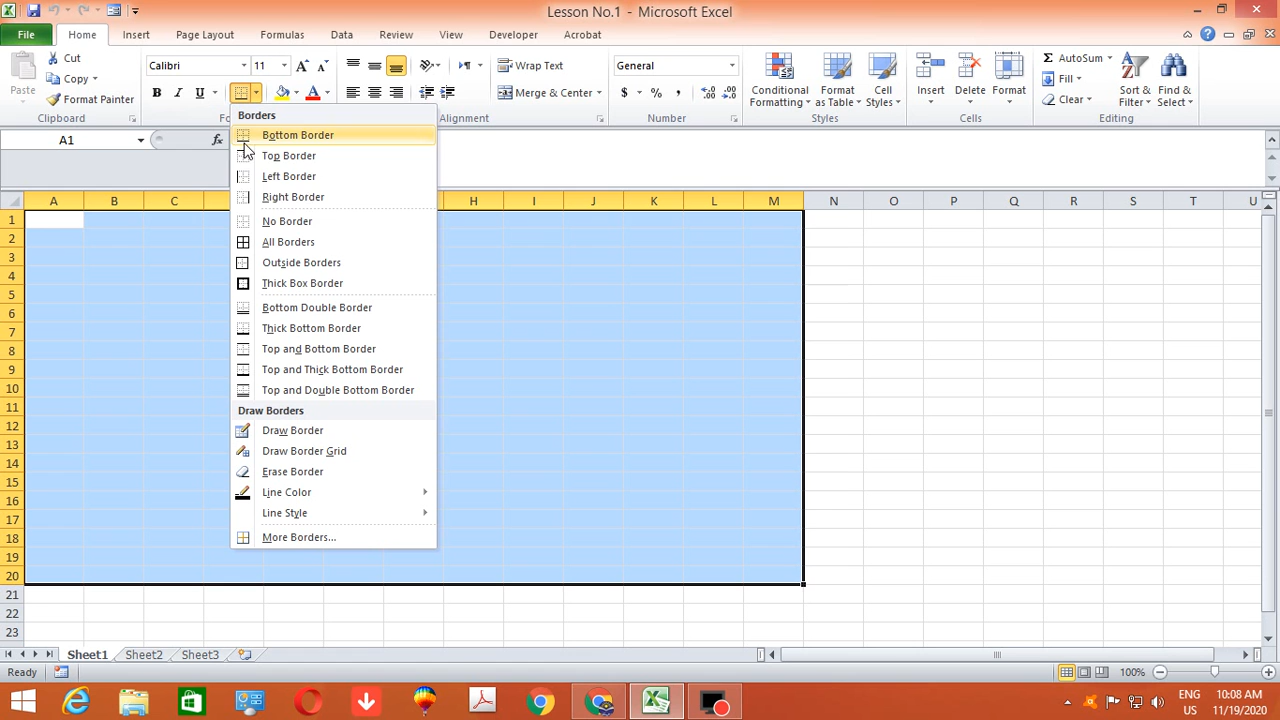 Lesson No.1 - Microsoft Excel
File Home Insert Page Layout Formulas Data Review View Developer Acrobat
Paste
Cut
Copy
Format Painter
Calibri 11
B I U A
Wrap Text
Merge & Center
General
$ % ,
Conditional Formatting
Format as Table
Cell Styles
Insert
Delete
Format
AutoSum
Fill
Clear
Sort & Filter
Find & Select
Clipboard Alignment Number Styles Cells Editing
A1 fx
Borders
Bottom Border
Top Border
Left Border
Right Border
No Border
All Borders
Outside Borders
Thick Box Border
Bottom Double Border
Thick Bottom Border
Top and Bottom Border
Top and Thick Bottom Border
Top and Double Bottom Border
Draw Borders
Draw Border
Draw Border Grid
Erase Border
Line Color
Line Style
More Borders...
A B C H I J K L M N O P Q R S T U
1
2
3
4
5
6
7
8
9
10
11
12
13
14
15
16
17
18
19
20
21
22
23
Sheet1 Sheet2 Sheet3
Ready 100%
ENG US
10:08 AM
11/19/2020